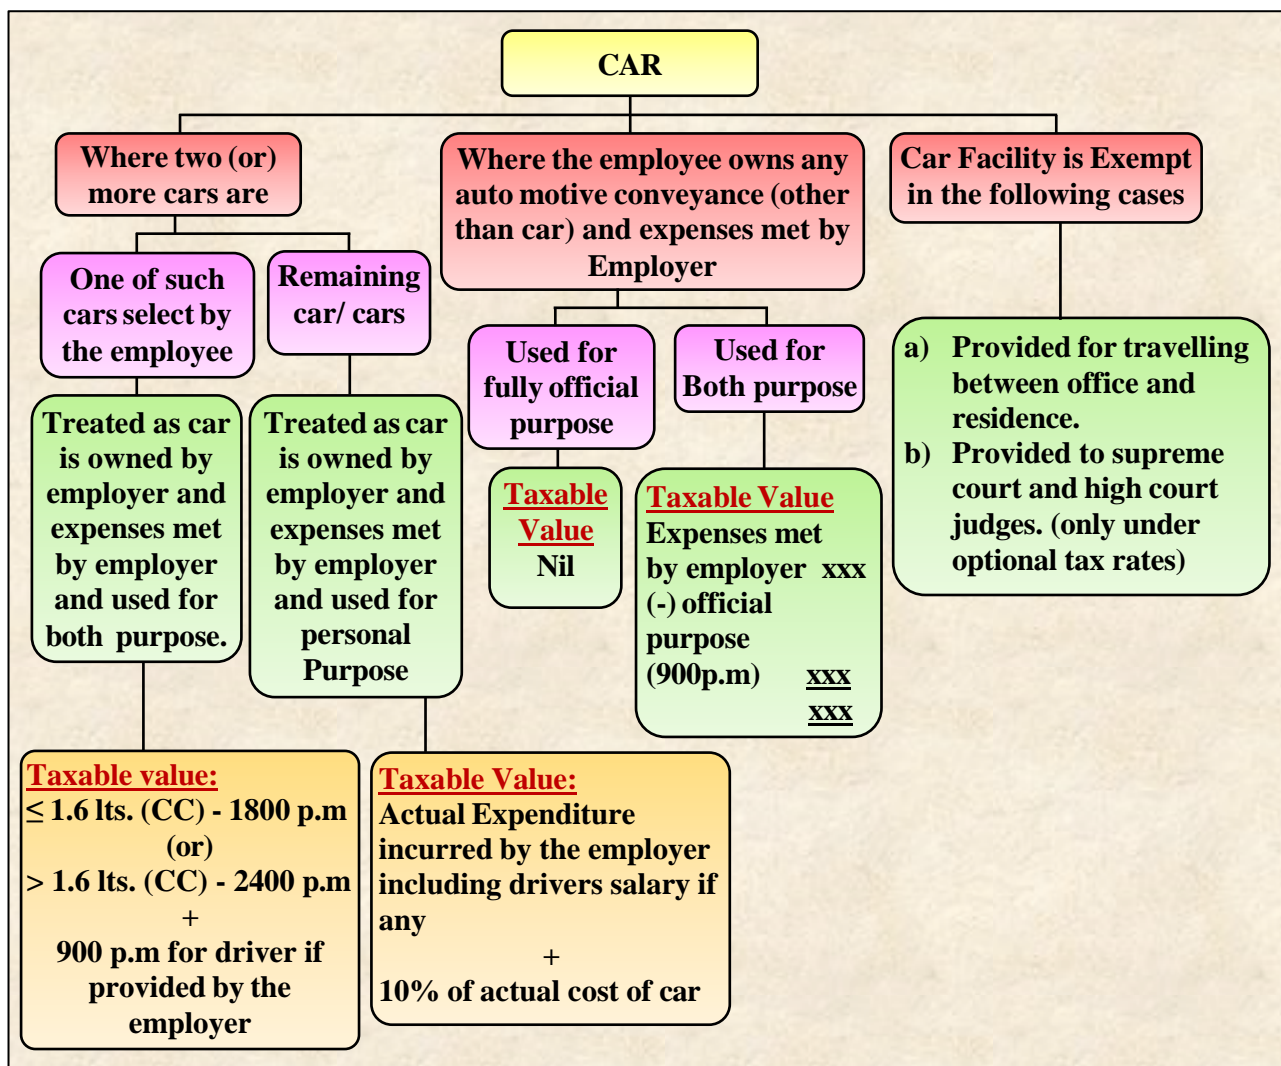 CAR
Where two (or)
more cars are
Where the employee owns any
auto motive conveyance (other
than car) and expenses met by
Employer
Car Facility is Exempt
in the following cases
One of such
cars select by
the employee
Remaining
car/ cars
Used for
fully official
purpose
Used for
Both purpose
a) Provided for travelling
between office and
residence.
b) Provided to supreme
court and high court
judges. (only under
optional tax rates)
Treated as car
is owned by
employer and
expenses met
by employer
and used for
both purpose.
Treated as car
is owned by
employer and
expenses met
by employer
and used for
personal
Purpose
Taxable
Value
Nil
Taxable Value
Expenses met
by employer xxx
(-) official
purpose
(900p.m) xxx
xxx
Taxable value:
≤ 1.6 lts. (CC) - 1800 p.m
(or)
> 1.6 lts. (CC) - 2400 p.m
+
900 p.m for driver if
provided by the
employer
Taxable Value:
Actual Expenditure
incurred by the employer
including drivers salary if
any
+
10% of actual cost of car